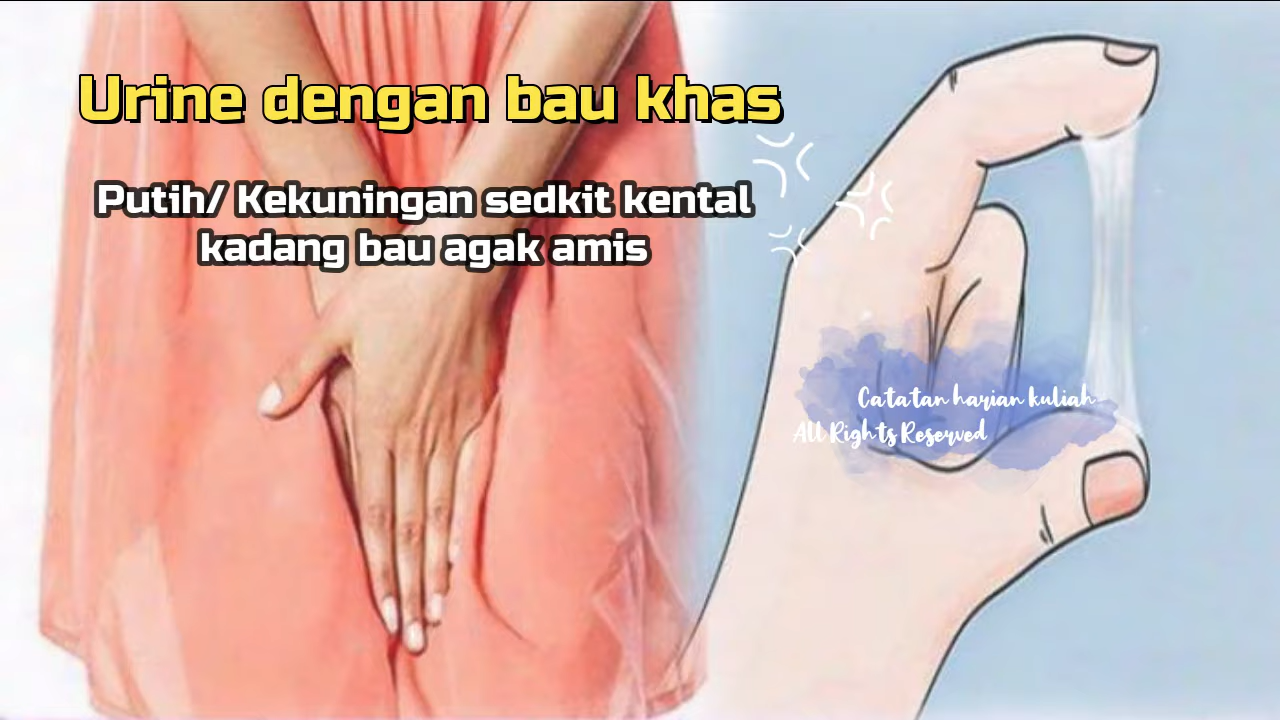 Urine dengan bau khas
Putih/ Kekuningan sedkit kental
kadang bau agak amis
Catatan harian kuliah
All Rights Reserved